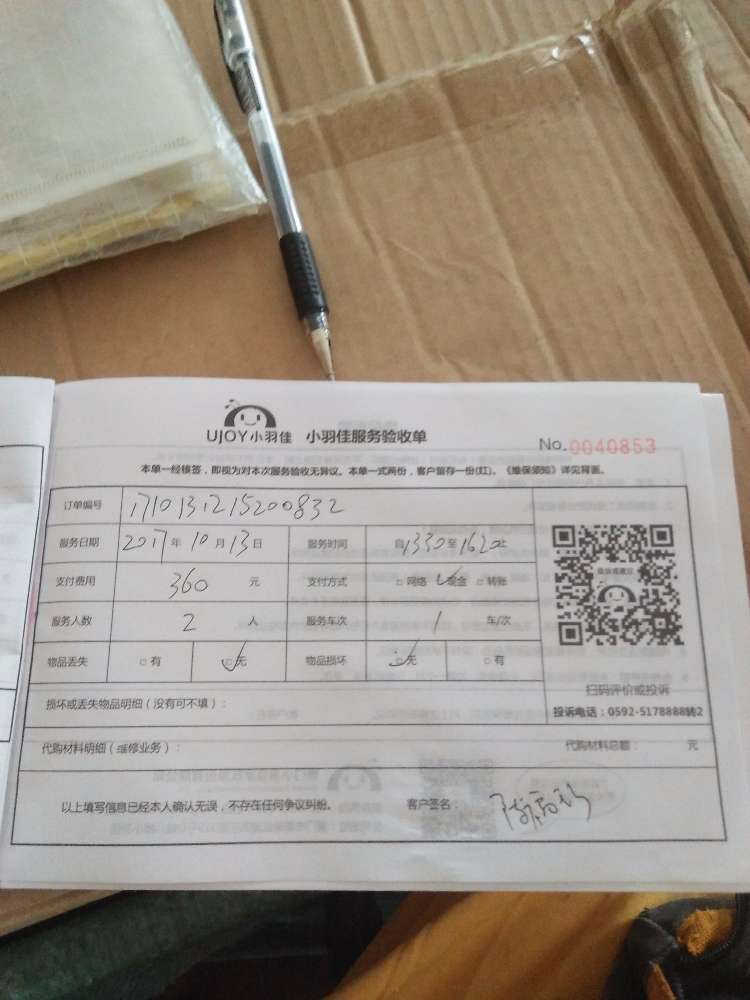 UJOY小羽佳 小羽佳服务验收单
No. 0040853
本单一经核签，即视为对本次服务验收无异议。本单一式两份，客户留存一份(红)。《维保须知》详见背面。
订单编号 1710131215200832
服务日期 2017年10月13日 服务时间 自1330至1620止
支付费用 360 元 支付方式 □网络 ☑现金 □转账
服务人数 2 人 服务车次 1 车/次
物品丢失 □有 ☑无 物品损坏 ☑无 □有
扫码评价或投诉
投诉电话：0592-5178888转2
损坏或丢失物品明细（没有可不填）：
代购材料明细（维修业务）： 代购材料总额： 元
以上填写信息已经本人确认无误，不存在任何争议纠纷。 客户签名：